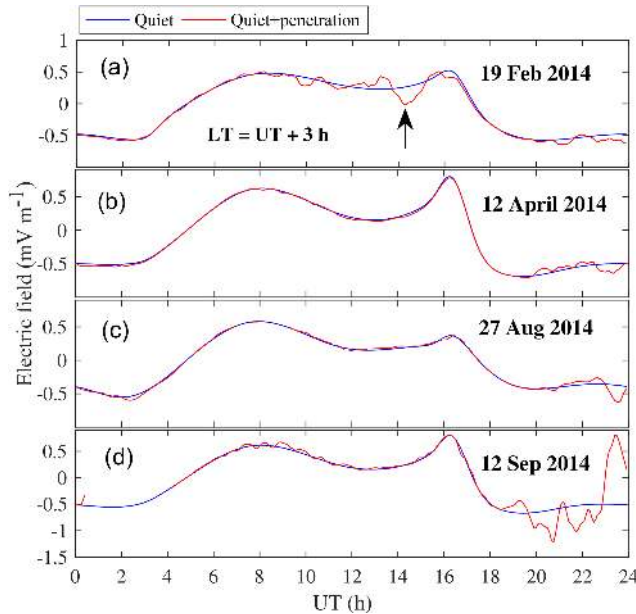 Quiet Quiet+penetration
1
(a) 19 Feb 2014
0.5
0
LT = UT + 3 h
-0.5
(b) 12 April 2014
0.5
0
-0.5
(c) 27 Aug 2014
0.5
0
-0.5
(d) 12 Sep 2014
0.5
0
-0.5
-1
-1.5
0 2 4 6 8 10 12 14 16 18 20 22 24
UT (h)
Electric field (mV m⁻¹)